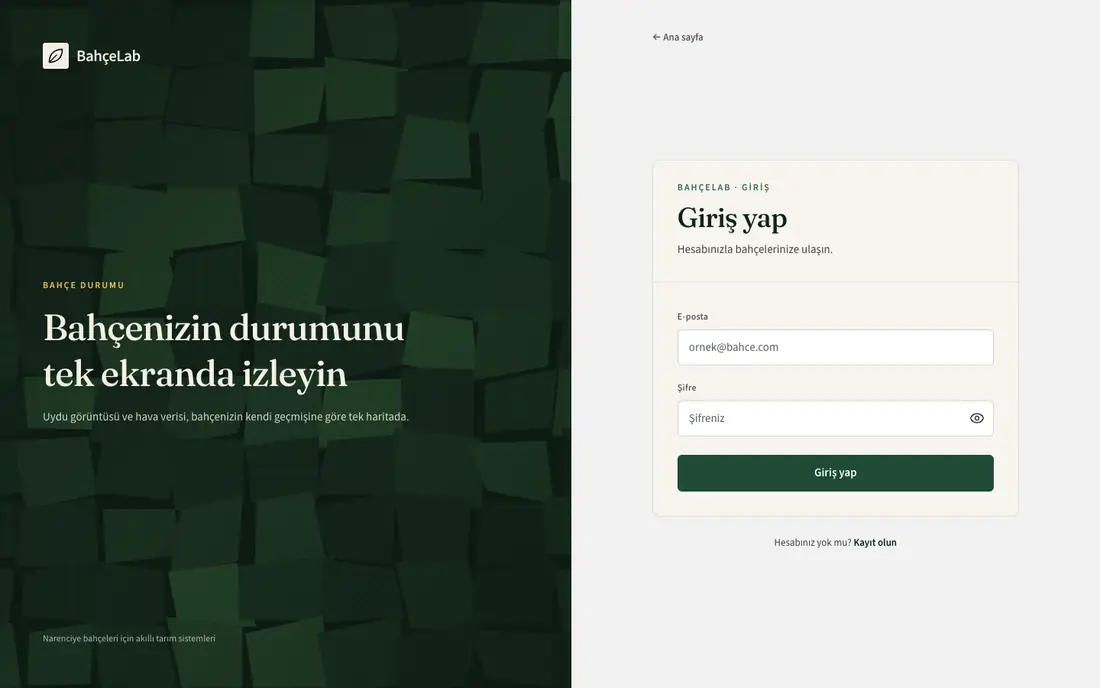 BahçeLab
BAHÇE DURUMU
Bahçenizin durumunu
tek ekranda izleyin
Uydu görüntüsü ve hava verisi, bahçenizin kendi geçmişine göre tek haritada.
Narenciye bahçeleri için akıllı tarım sistemleri
← Ana sayfa
BAHÇELAB · GİRİŞ
Giriş yap
Hesabınızla bahçelerinize ulaşın.
E-posta
ornek@bahce.com
Şifre
Şifreniz
Giriş yap
Hesabınız yok mu? Kayıt olun